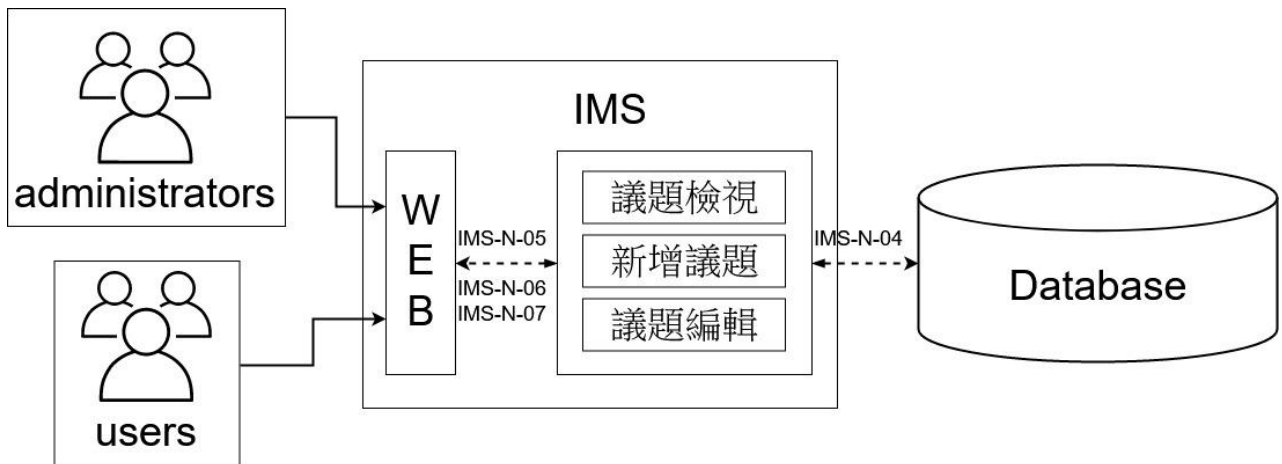 administrators
users
IMS
W
E
B
IMS-N-05
IMS-N-06
IMS-N-07
議題檢視
新增議題
議題編輯
IMS-N-04
Database